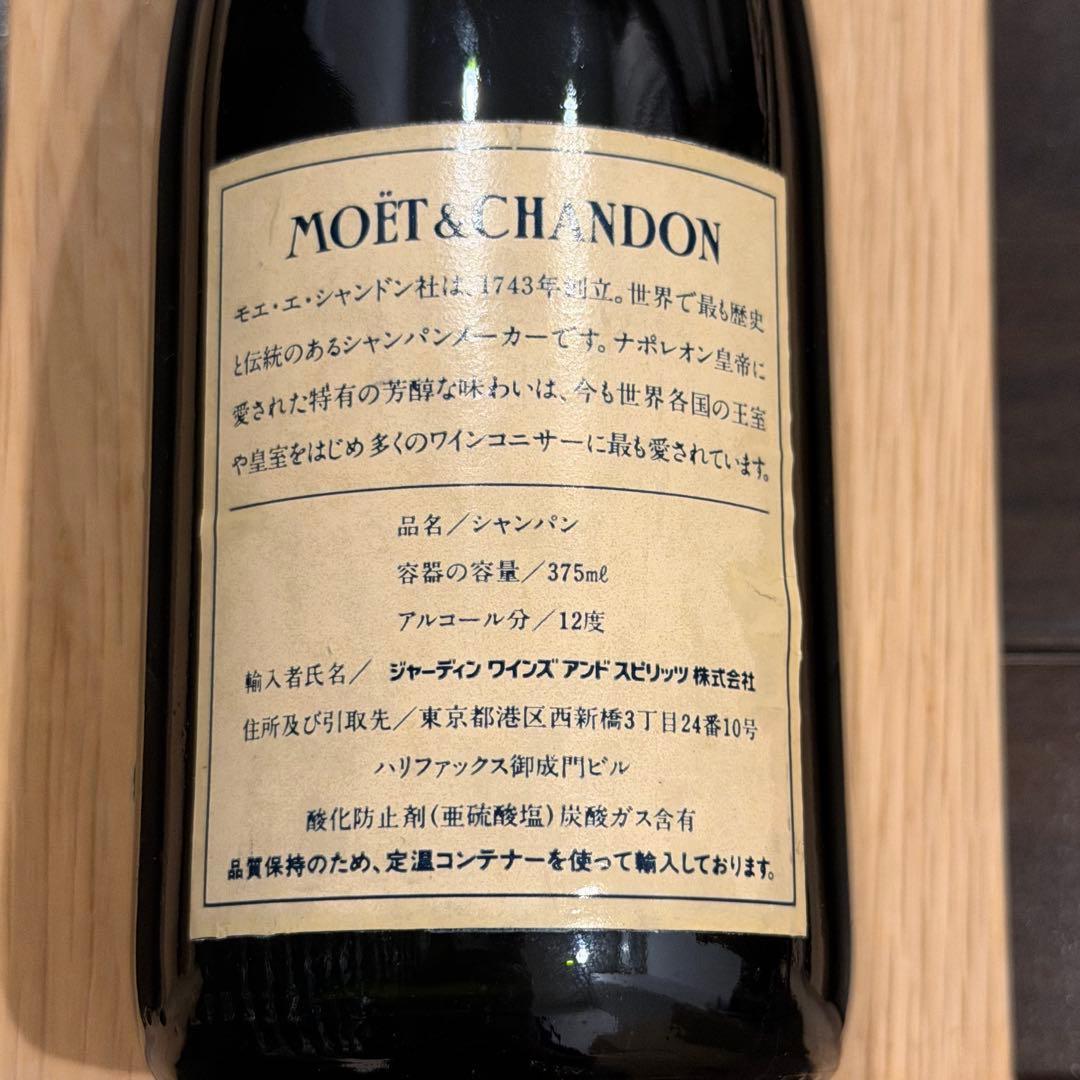 MOËT & CHANDON
モエ・エ・シャンドン社は、1743年創立。世界で最も歴史
と伝統のあるシャンパンメーカーです。ナポレオン皇帝に
愛された特有の芳醇な味わいは、今も世界各国の王室
や皇室をはじめ多くのワインコニサーに最も愛されています。
品名／シャンパン
容器の容量／375mℓ
アルコール分／12度
輸入者氏名／ ジャーディン ワインズ アンド スピリッツ 株式会社
住所及び引取先／東京都港区西新橋3丁目24番10号
ハリファックス御成門ビル
酸化防止剤(亜硫酸塩)炭酸ガス含有
品質保持のため、定温コンテナーを使って輸入しております。